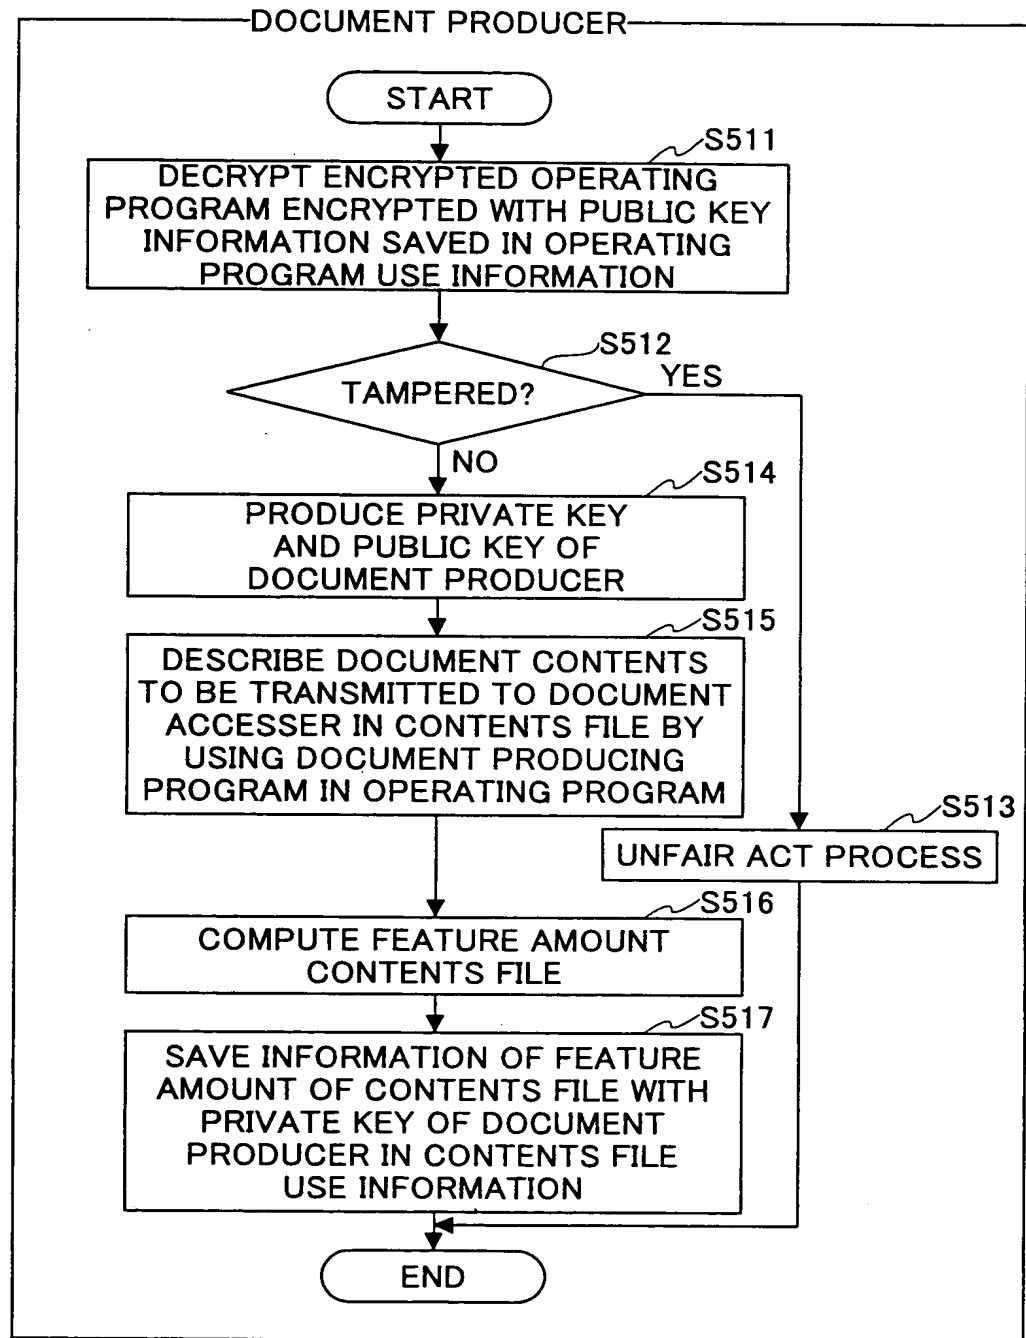 DOCUMENT PRODUCER
START
S511
DECRYPT ENCRYPTED OPERATING
PROGRAM ENCRYPTED WITH PUBLIC KEY
INFORMATION SAVED IN OPERATING
PROGRAM USE INFORMATION
S512
TAMPERED?
YES
NO
S514
PRODUCE PRIVATE KEY
AND PUBLIC KEY OF
DOCUMENT PRODUCER
S515
DESCRIBE DOCUMENT CONTENTS
TO BE TRANSMITTED TO DOCUMENT
ACCESSER IN CONTENTS FILE BY
USING DOCUMENT PRODUCING
PROGRAM IN OPERATING PROGRAM
S513
UNFAIR ACT PROCESS
S516
COMPUTE FEATURE AMOUNT
CONTENTS FILE
S517
SAVE INFORMATION OF FEATURE
AMOUNT OF CONTENTS FILE WITH
PRIVATE KEY OF DOCUMENT
PRODUCER IN CONTENTS FILE
USE INFORMATION
END